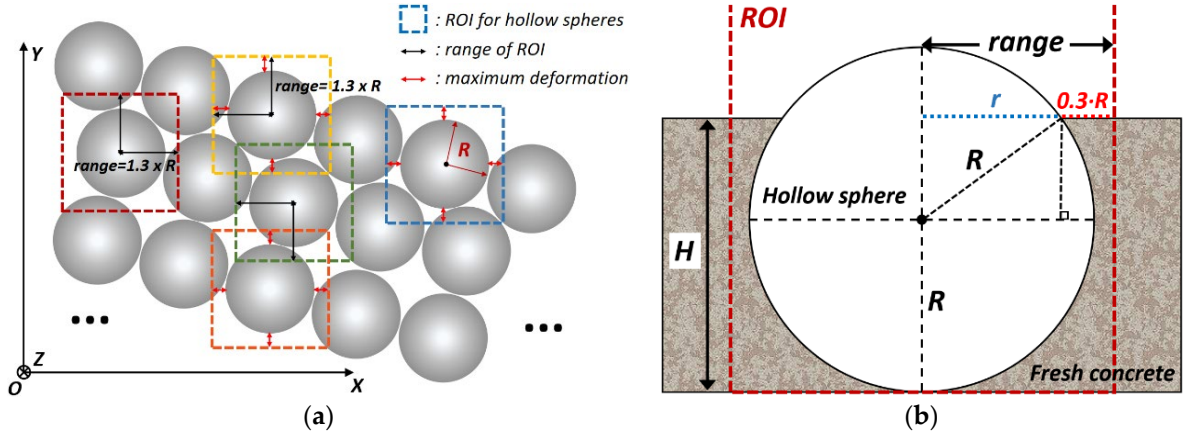 Y
: ROI for hollow spheres
: range of ROI
: maximum deformation
range= 1.3 x R
range=1.3 x R
R
•••
•••
Z
O
X
(a)
ROI
range
r
0.3·R
R
Hollow sphere
H
R
Fresh concrete
(b)